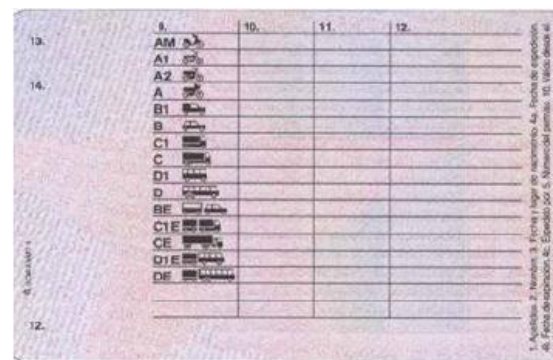 13.
14.
12.
9. 10. 11. 12.
AM
A1
A2
A
B1
B
C1
C
D1
D
BE
C1E
CE
D1E
DE
1. Apellidos. 2. Nombre. 3. Fecha y lugar de nacimiento. 4a. Fecha de expedición.
4b. Fecha de expiración. 4c. Expedido por. 5. Número del permiso. 10. Válido desde el.